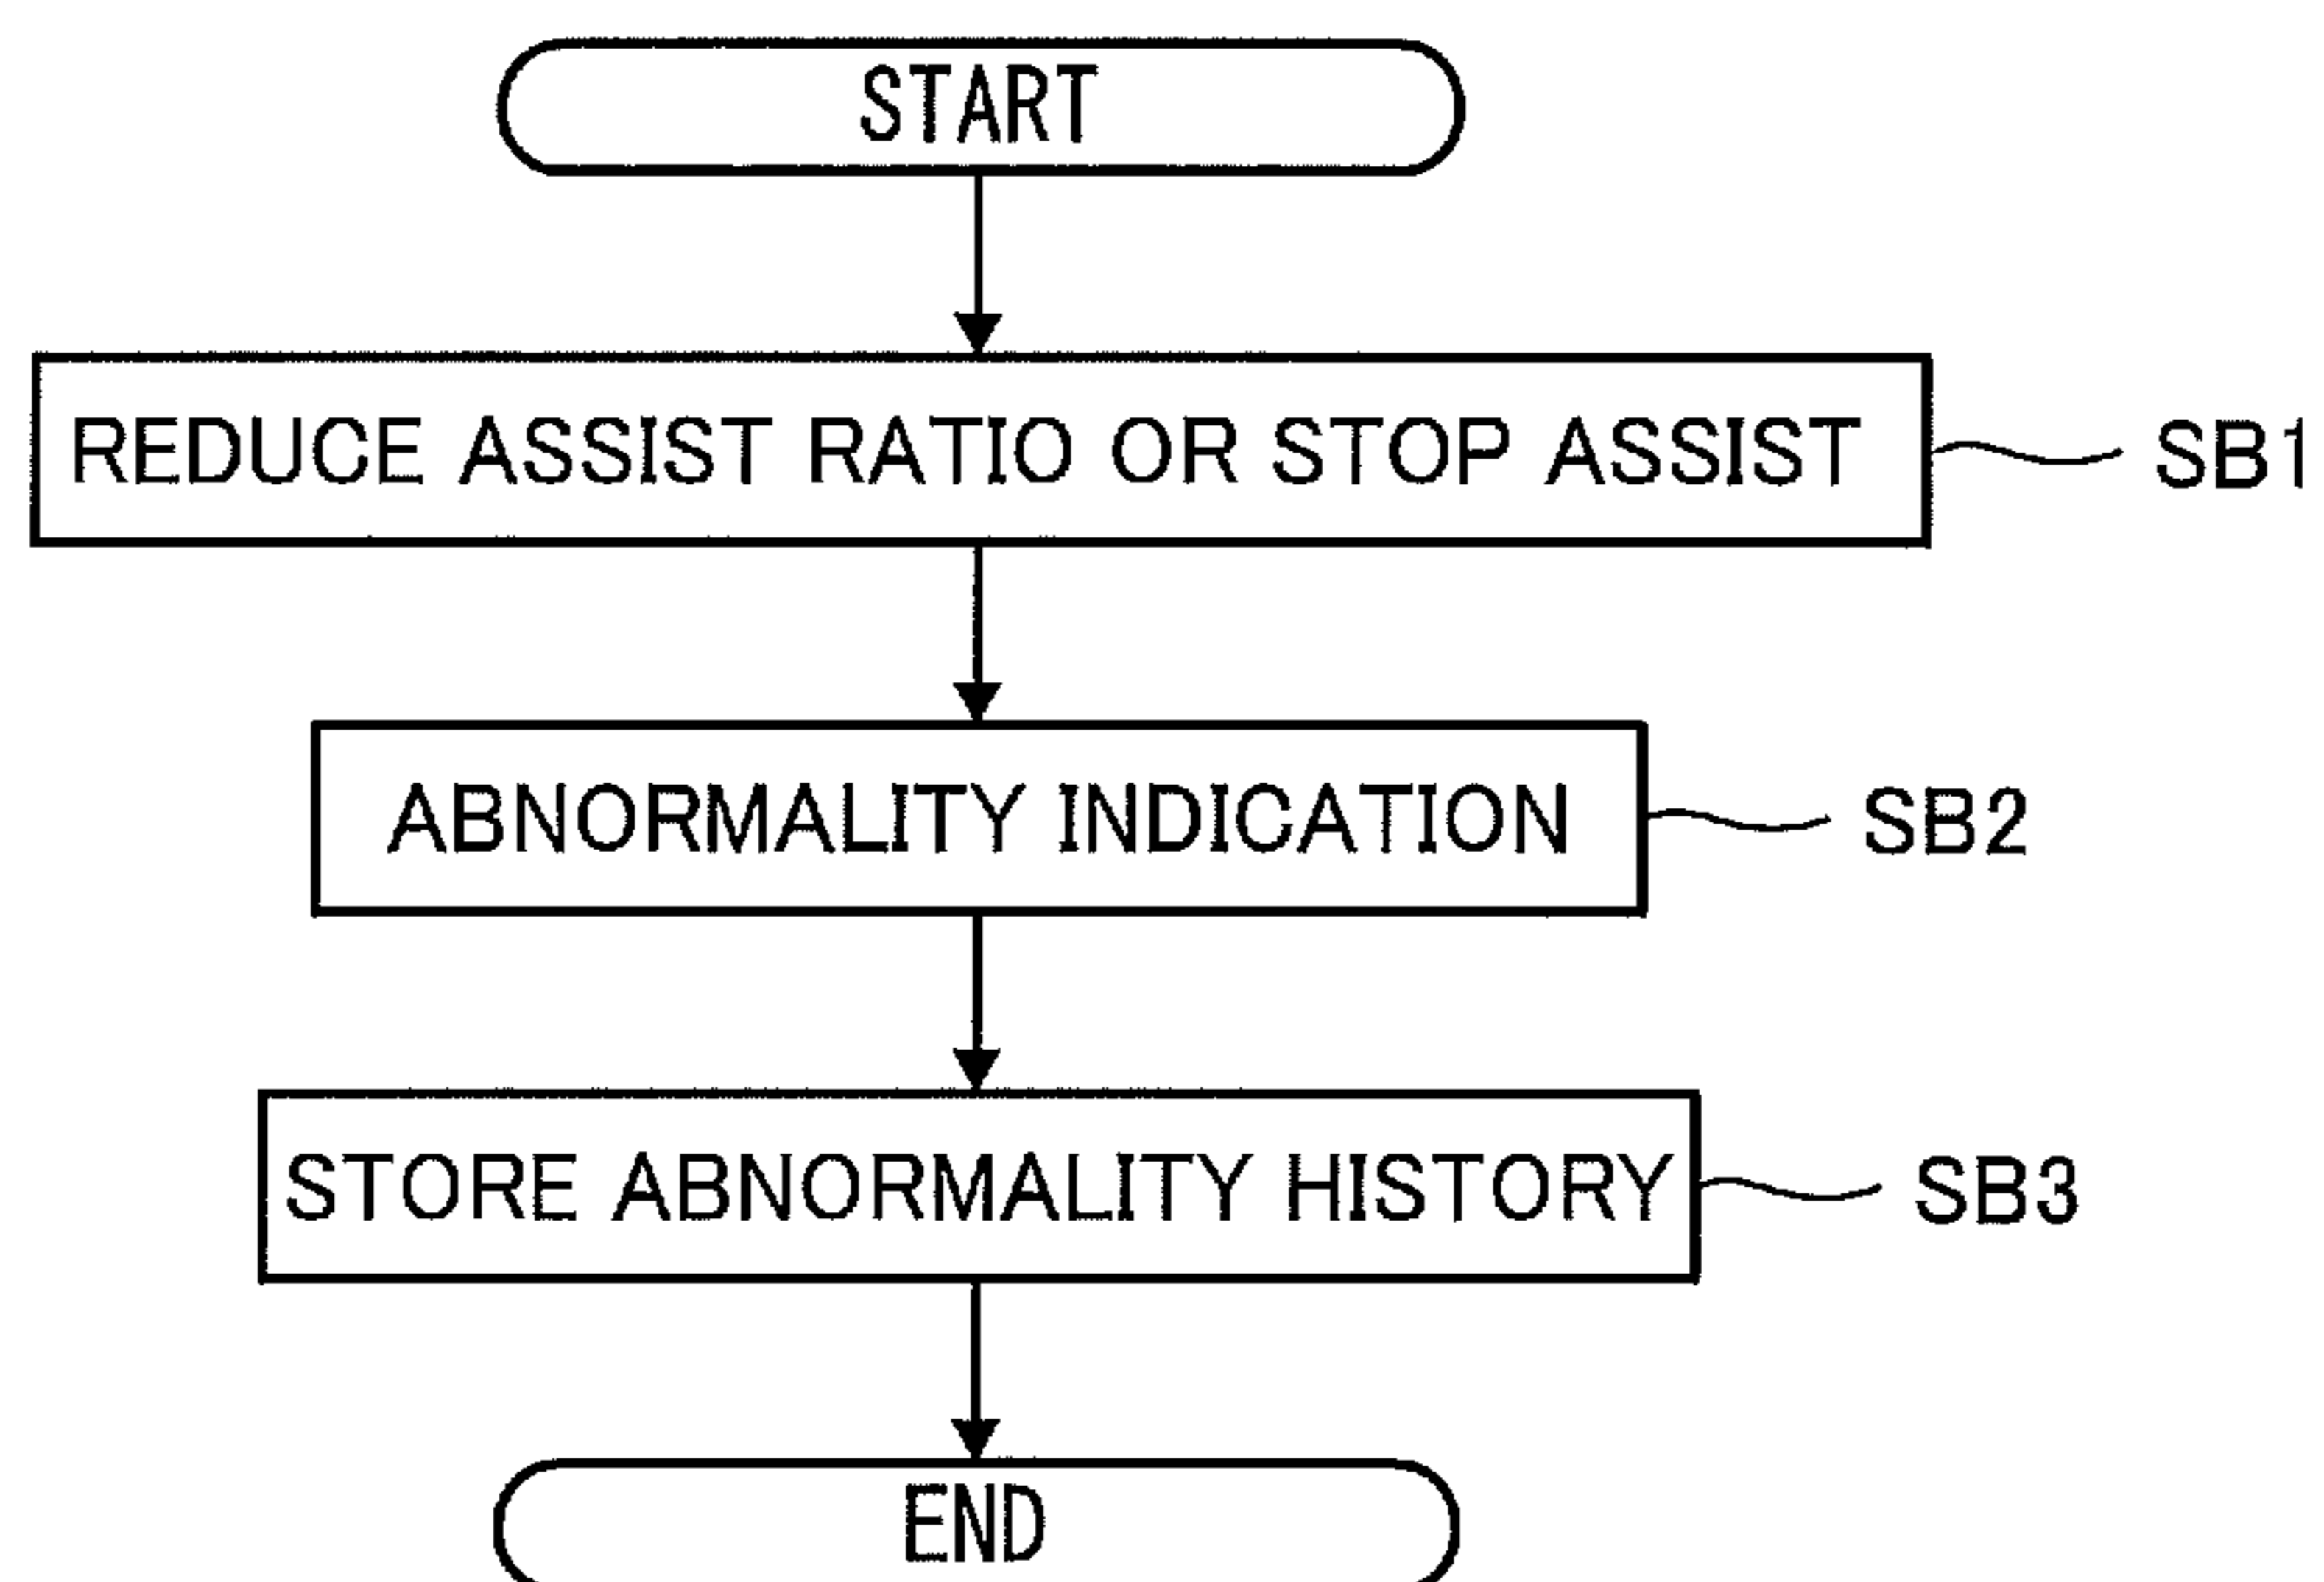 START
REDUCE ASSIST RATIO OR STOP ASSIST
SB1
ABNORMALITY INDICATION
SB2
STORE ABNORMALITY HISTORY
SB3
END